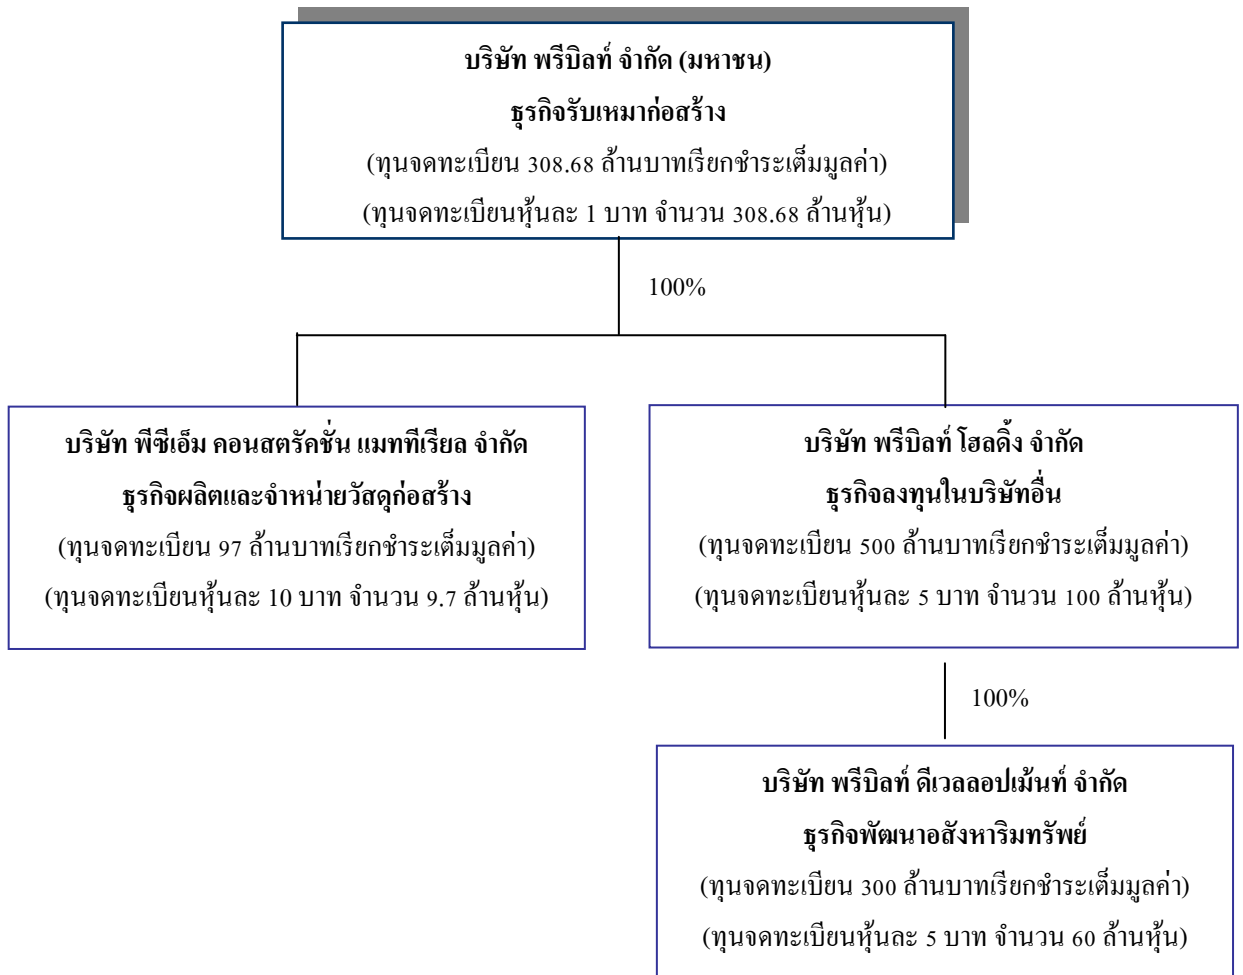 บริษัท พรีบิลท์ จำกัด (มหาชน)
ธุรกิจรับเหมาก่อสร้าง
(ทุนจดทะเบียน 308.68 ล้านบาทเรียกชำระเต็มมูลค่า)
(ทุนจดทะเบียนหุ้นละ 1 บาท จำนวน 308.68 ล้านหุ้น)
100%
บริษัท พีซีเอ็ม คอนสตรัคชั่น แมททีเรียล จำกัด
ธุรกิจผลิตและจำหน่ายวัสดุก่อสร้าง
(ทุนจดทะเบียน 97 ล้านบาทเรียกชำระเต็มมูลค่า)
(ทุนจดทะเบียนหุ้นละ 10 บาท จำนวน 9.7 ล้านหุ้น)
บริษัท พรีบิลท์ โฮลดิ้ง จำกัด
ธุรกิจลงทุนในบริษัทอื่น
(ทุนจดทะเบียน 500 ล้านบาทเรียกชำระเต็มมูลค่า)
(ทุนจดทะเบียนหุ้นละ 5 บาท จำนวน 100 ล้านหุ้น)
100%
บริษัท พรีบิลท์ ดีเวลลอปเม้นท์ จำกัด
ธุรกิจพัฒนาอสังหาริมทรัพย์
(ทุนจดทะเบียน 300 ล้านบาทเรียกชำระเต็มมูลค่า)
(ทุนจดทะเบียนหุ้นละ 5 บาท จำนวน 60 ล้านหุ้น)